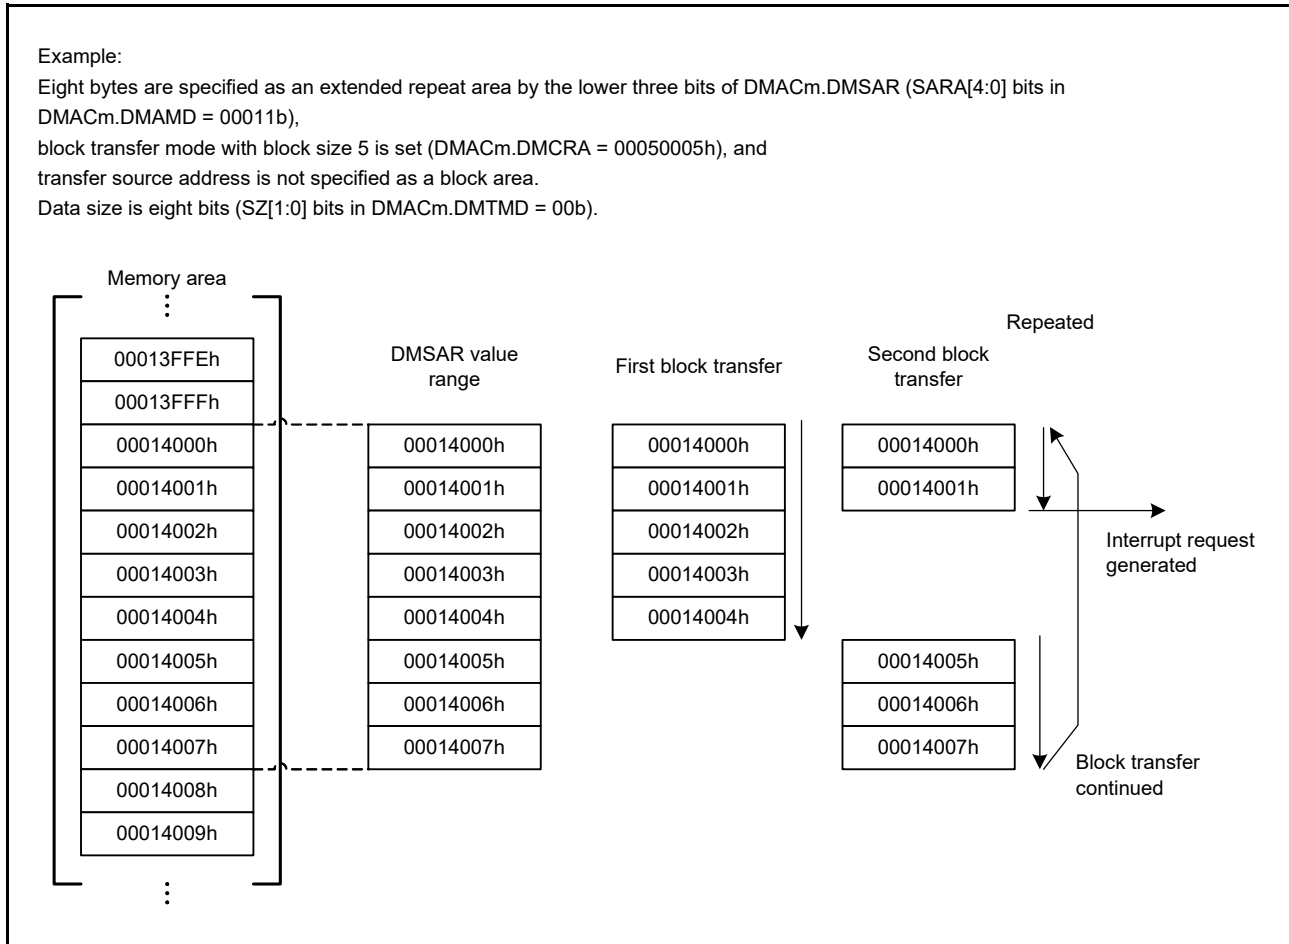 Example:
Eight bytes are specified as an extended repeat area by the lower three bits of DMACm.DMSAR (SARA[4:0] bits in
DMACm.DMAMD = 00011b),
block transfer mode with block size 5 is set (DMACm.DMCRA = 00050005h), and
transfer source address is not specified as a block area.
Data size is eight bits (SZ[1:0] bits in DMACm.DMTMD = 00b).
Memory area
00013FFEh
00013FFFh
00014000h
00014001h
00014002h
00014003h
00014004h
00014005h
00014006h
00014007h
00014008h
00014009h
DMSAR value
range
00014000h
00014001h
00014002h
00014003h
00014004h
00014005h
00014006h
00014007h
First block transfer
00014000h
00014001h
00014002h
00014003h
00014004h
Second block
transfer
00014000h
00014001h
00014005h
00014006h
00014007h
Repeated
Interrupt request
generated
Block transfer
continued